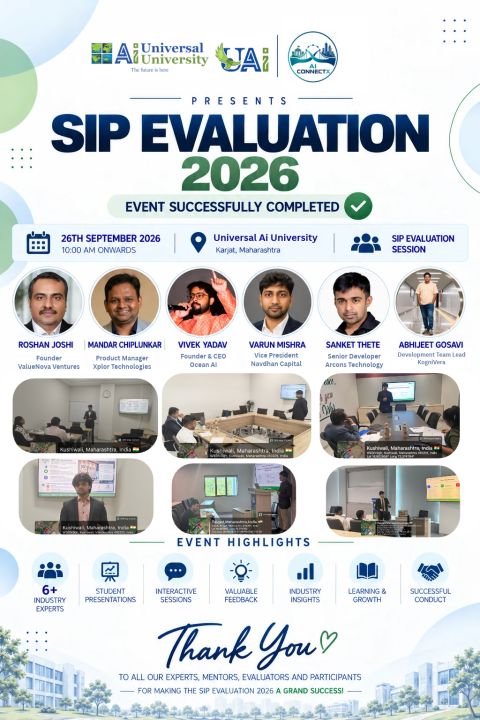 Ai Universal University
The future is here
UAi
AI CONNECTX
PRESENTS
SIP EVALUATION
2026
EVENT SUCCESSFULLY COMPLETED
26TH SEPTEMBER 2026
10:00 AM ONWARDS
Universal Ai University
Karjat, Maharashtra
SIP EVALUATION
SESSION
ROSHAN JOSHI
Founder
ValueNova Ventures
MANDAR CHIPLUNKAR
Product Manager
Xplor Technologies
VIVEK YADAV
Founder & CEO
Ocean AI
VARUN MISHRA
Vice President
Navdhan Capital
SANKET THETE
Senior Developer
Arcons Technology
ABHIJEET GOSAVI
Development Team Lead
KogniVera
Kushiwali, Maharashtra, India
Kushiwali, Maharashtra, India
Kushiwali, Maharashtra, India
Kushiwali, Maharashtra, India
Kushiwali, Maharashtra, India
EVENT HIGHLIGHTS
6+
INDUSTRY
EXPERTS
STUDENT
PRESENTATIONS
INTERACTIVE
SESSIONS
VALUABLE
FEEDBACK
INDUSTRY
INSIGHTS
LEARNING &
GROWTH
SUCCESSFUL
CONDUCT
Thank You
TO ALL OUR EXPERTS, MENTORS, EVALUATORS AND PARTICIPANTS
FOR MAKING THE SIP EVALUATION 2026 A GRAND SUCCESS!